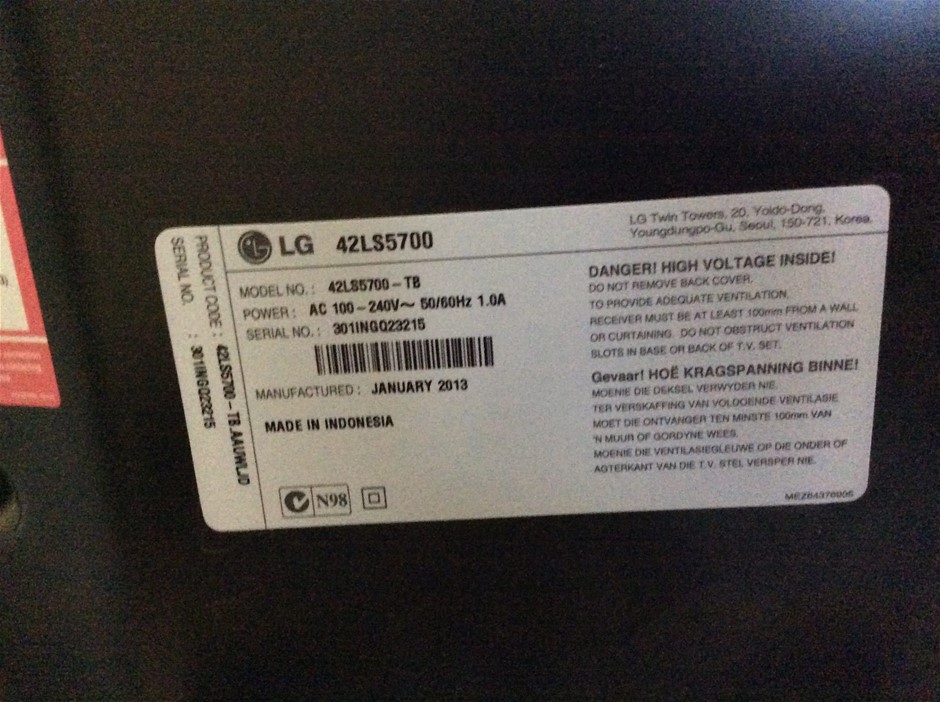 LG 42LS5700
LG Twin Towers, 20, Yoido-Dong,
Youngdungpo-Gu, Seoul, 150-721, Korea.
MODEL NO. : 42LS5700-TB
POWER : AC 100-240V~ 50/60Hz 1.0A
SERIAL NO. : 301INGQ23215
MANUFACTURED : JANUARY 2013
MADE IN INDONESIA
N98
DANGER! HIGH VOLTAGE INSIDE!
DO NOT REMOVE BACK COVER.
TO PROVIDE ADEQUATE VENTILATION,
RECEIVER MUST BE AT LEAST 100mm FROM A WALL
OR CURTAINING. DO NOT OBSTRUCT VENTILATION
SLOTS IN BASE OR BACK OF T.V. SET.
Gevaar! HOË KRAGSPANNING BINNE!
MOENIE DIE DEKSEL VERWYDER NIE.
TER VERSKAFFING VAN VOLDOENDE VENTILASIE
MOET DIE ONTVANGER TEN MINSTE 100mm VAN
'N MUUR OF GORDYNE WEES.
MOENIE DIE VENTILASIEGLEUWE OP DIE ONDER OF
AGTERKANT VAN DIE T.V. STEL VERSPER NIE.
PRODUCT CODE : 42LS5700-TB.AAUWLJD
SERIAL NO. : 301INGQ23215